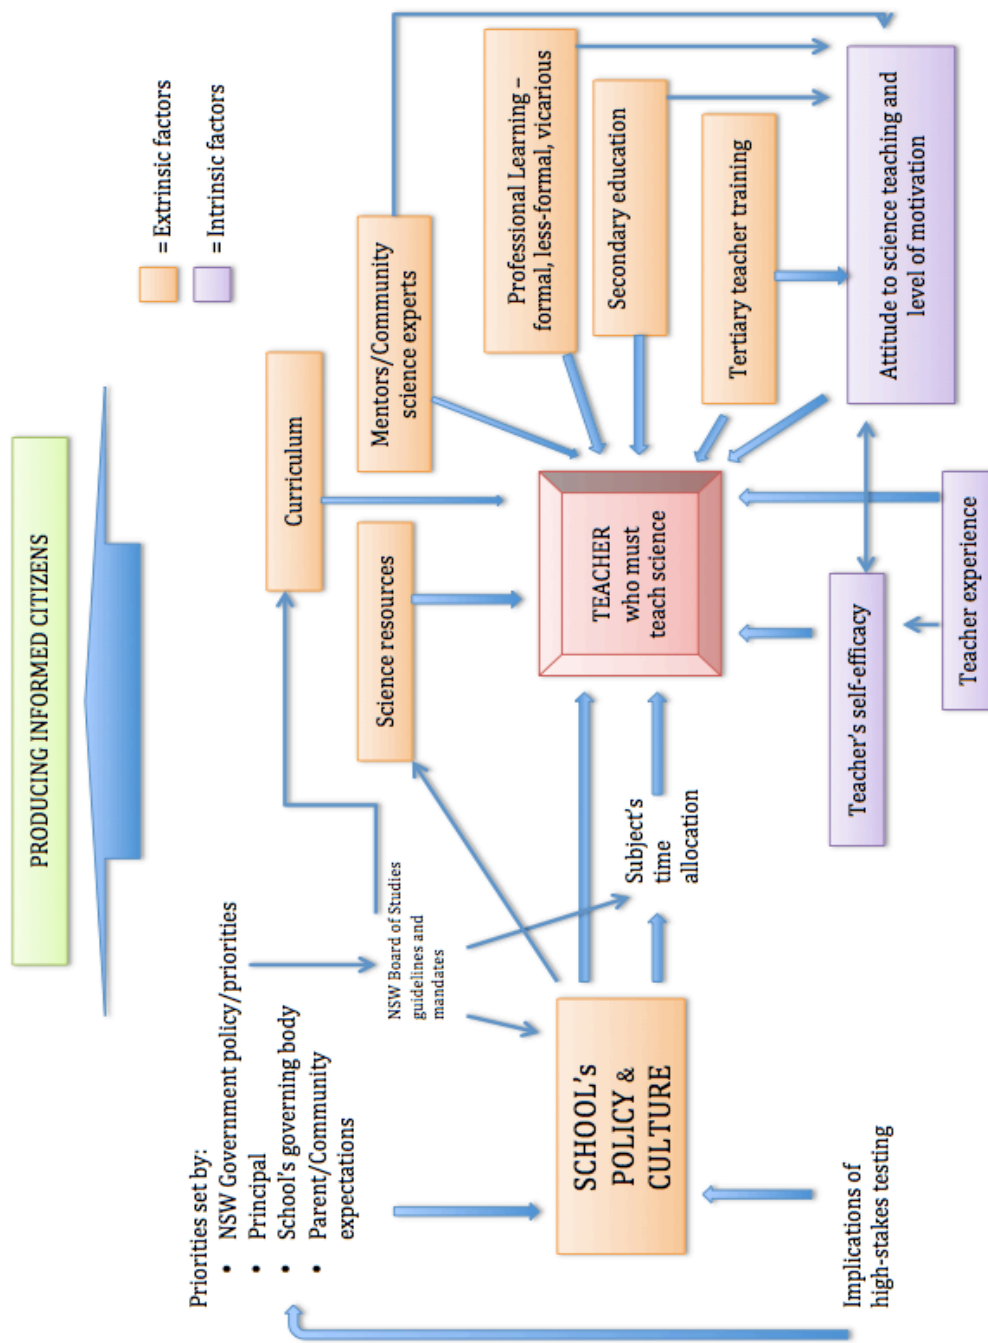 PRODUCING INFORMED CITIZENS
= Extrinsic factors
= Intrinsic factors
Priorities set by:
• NSW Government policy/priorities
• Principal
• School's governing body
• Parent/Community
expectations
NSW Board of Studies
guidelines and
mandates
Curriculum
Science resources
Mentors/Community
science experts
Professional Learning –
formal, less-formal, vicarious
Secondary education
Tertiary teacher training
SCHOOL's
POLICY &
CULTURE
Subject's
time
allocation
TEACHER
who must
teach science
Implications of
high-stakes testing
Teacher's self-efficacy
Teacher experience
Attitude to science teaching and
level of motivation